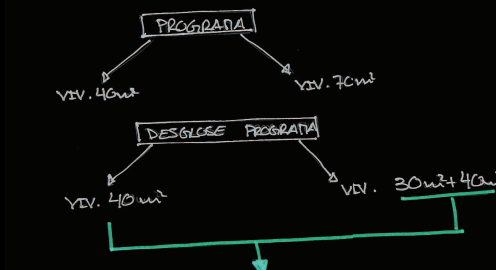 PROGRAMA
VIV. 40m²
VIV. 70m²
DESGLOSE PROGRAMA
VIV. 40m²
VIV. 30m² + 40m²